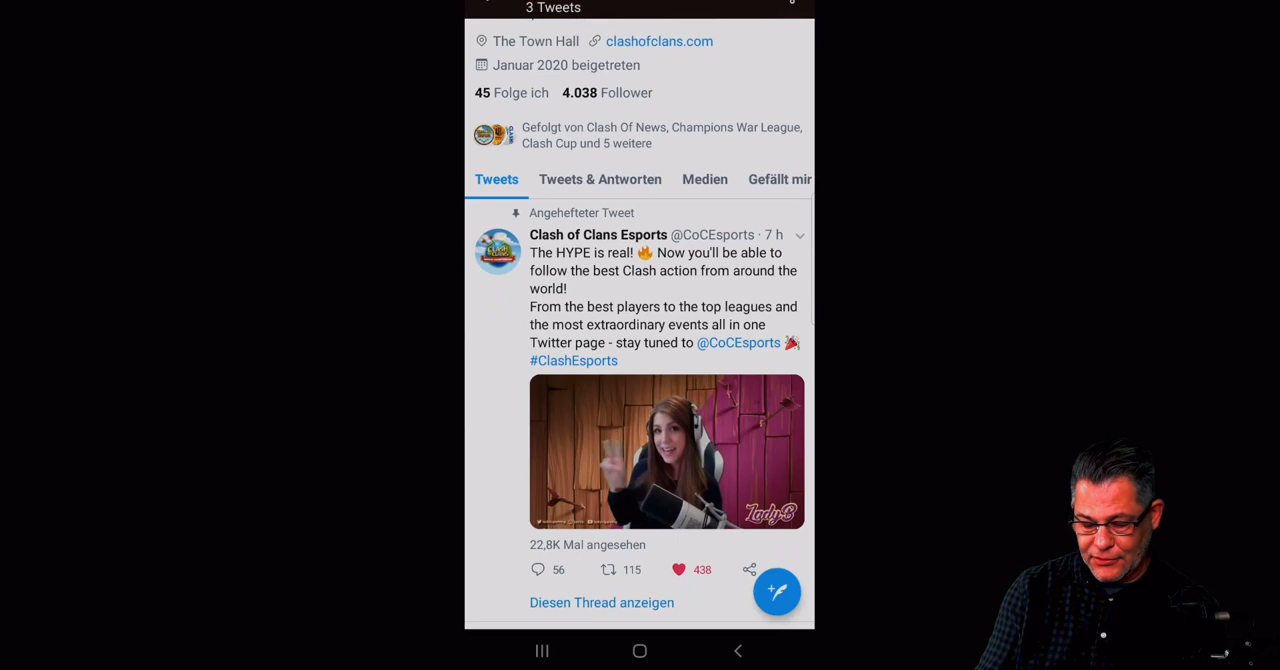 3 Tweets
The Town Hall clashofclans.com
Januar 2020 beigetreten
45 Folge ich 4.038 Follower
Gefolgt von Clash Of News, Champions War League,
Clash Cup und 5 weitere
Tweets Tweets & Antworten Medien Gefällt mir
Angehefteter Tweet
Clash of Clans Esports @CoCEsports · 7 h
The HYPE is real! 🔥 Now you'll be able to
follow the best Clash action from around the
world!
From the best players to the top leagues and
the most extraordinary events all in one
Twitter page - stay tuned to @CoCEsports 🎉
#ClashEsports
LadyB
22,8K Mal angesehen
56 115 438
Diesen Thread anzeigen